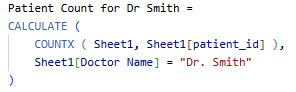 Patient Count for Dr Smith =
CALCULATE (
    COUNTX ( Sheet1, Sheet1[patient_id] ),
    Sheet1[Doctor Name] = "Dr. Smith"
)